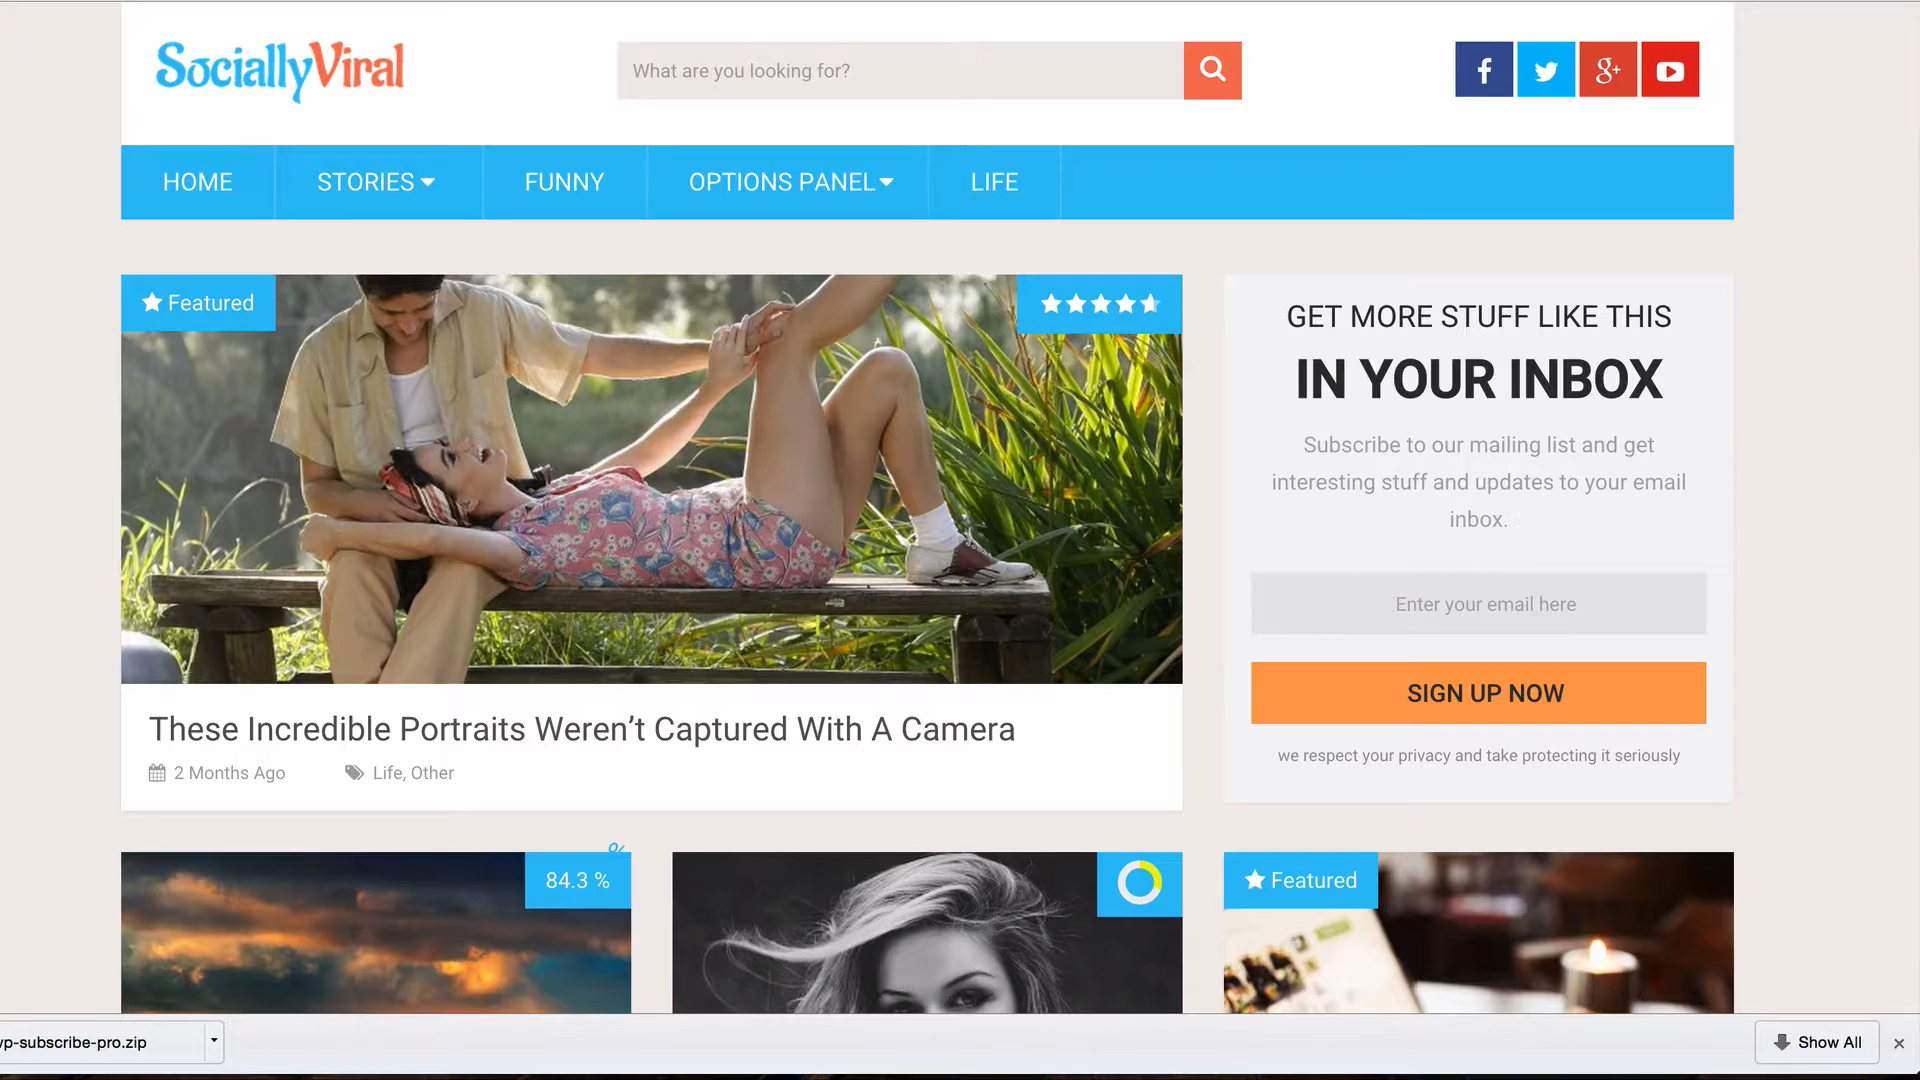 SociallyViral
What are you looking for?
f
g+
HOME
STORIES
FUNNY
OPTIONS PANEL
LIFE
Featured
GET MORE STUFF LIKE THIS
IN YOUR INBOX
Subscribe to our mailing list and get
interesting stuff and updates to your email
inbox.
Enter your email here
SIGN UP NOW
we respect your privacy and take protecting it seriously
These Incredible Portraits Weren’t Captured With A Camera
2 Months Ago
Life, Other
%
84.3 %
Featured
wp-subscribe-pro.zip
Show All